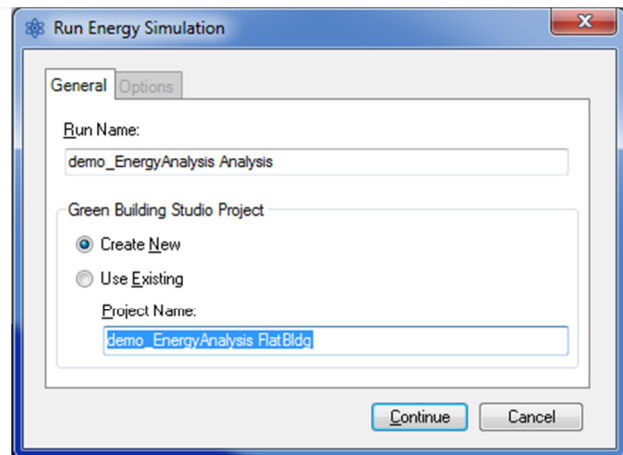 Run Energy Simulation
General
Options
Run Name:
demo_EnergyAnalysis Analysis
Green Building Studio Project
Create New
Use Existing
Project Name:
demo_EnergyAnalysis FlatBldg
Continue
Cancel